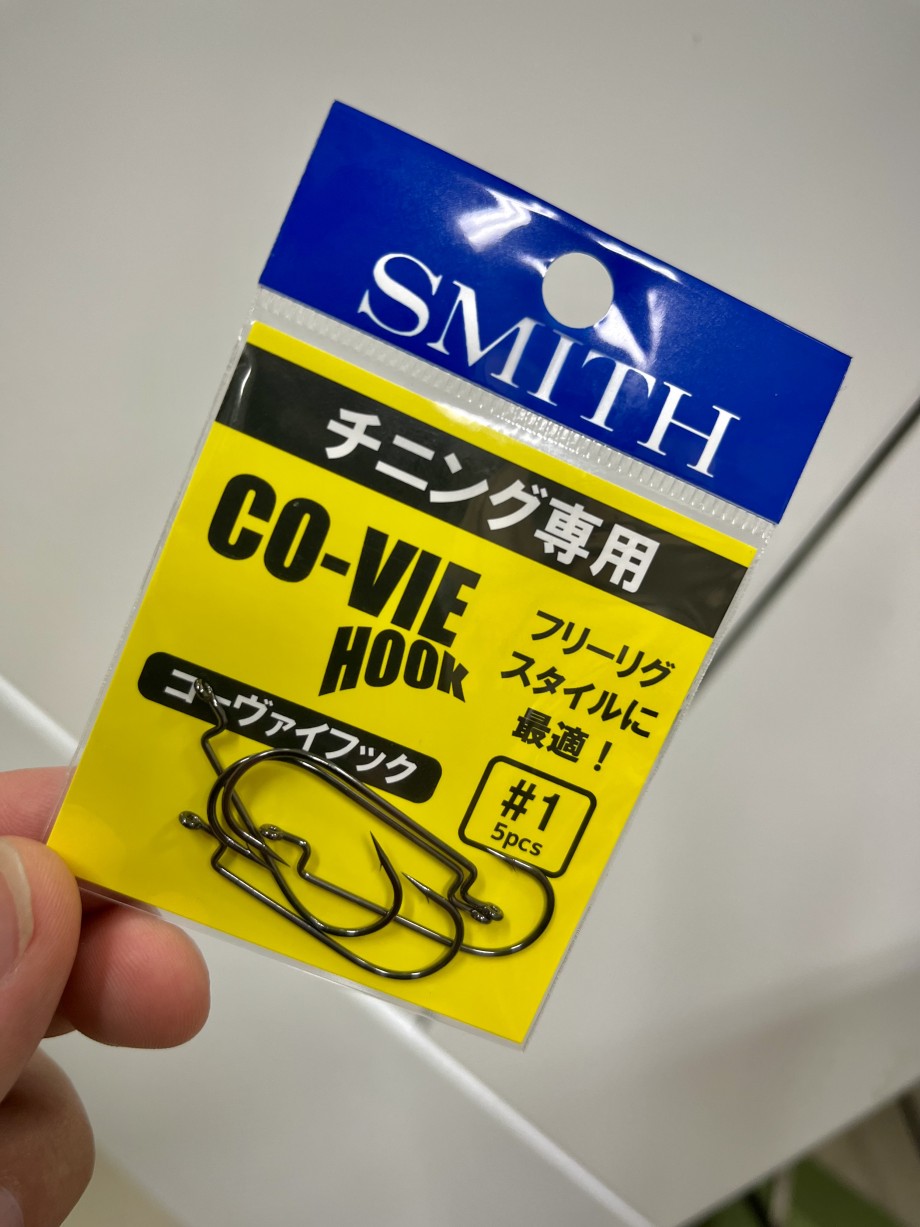 SMITH
チニング専用
CO-VIE
HOOK
フリーリグ
スタイルに
最適！
コーヴァイフック
#1
5pcs